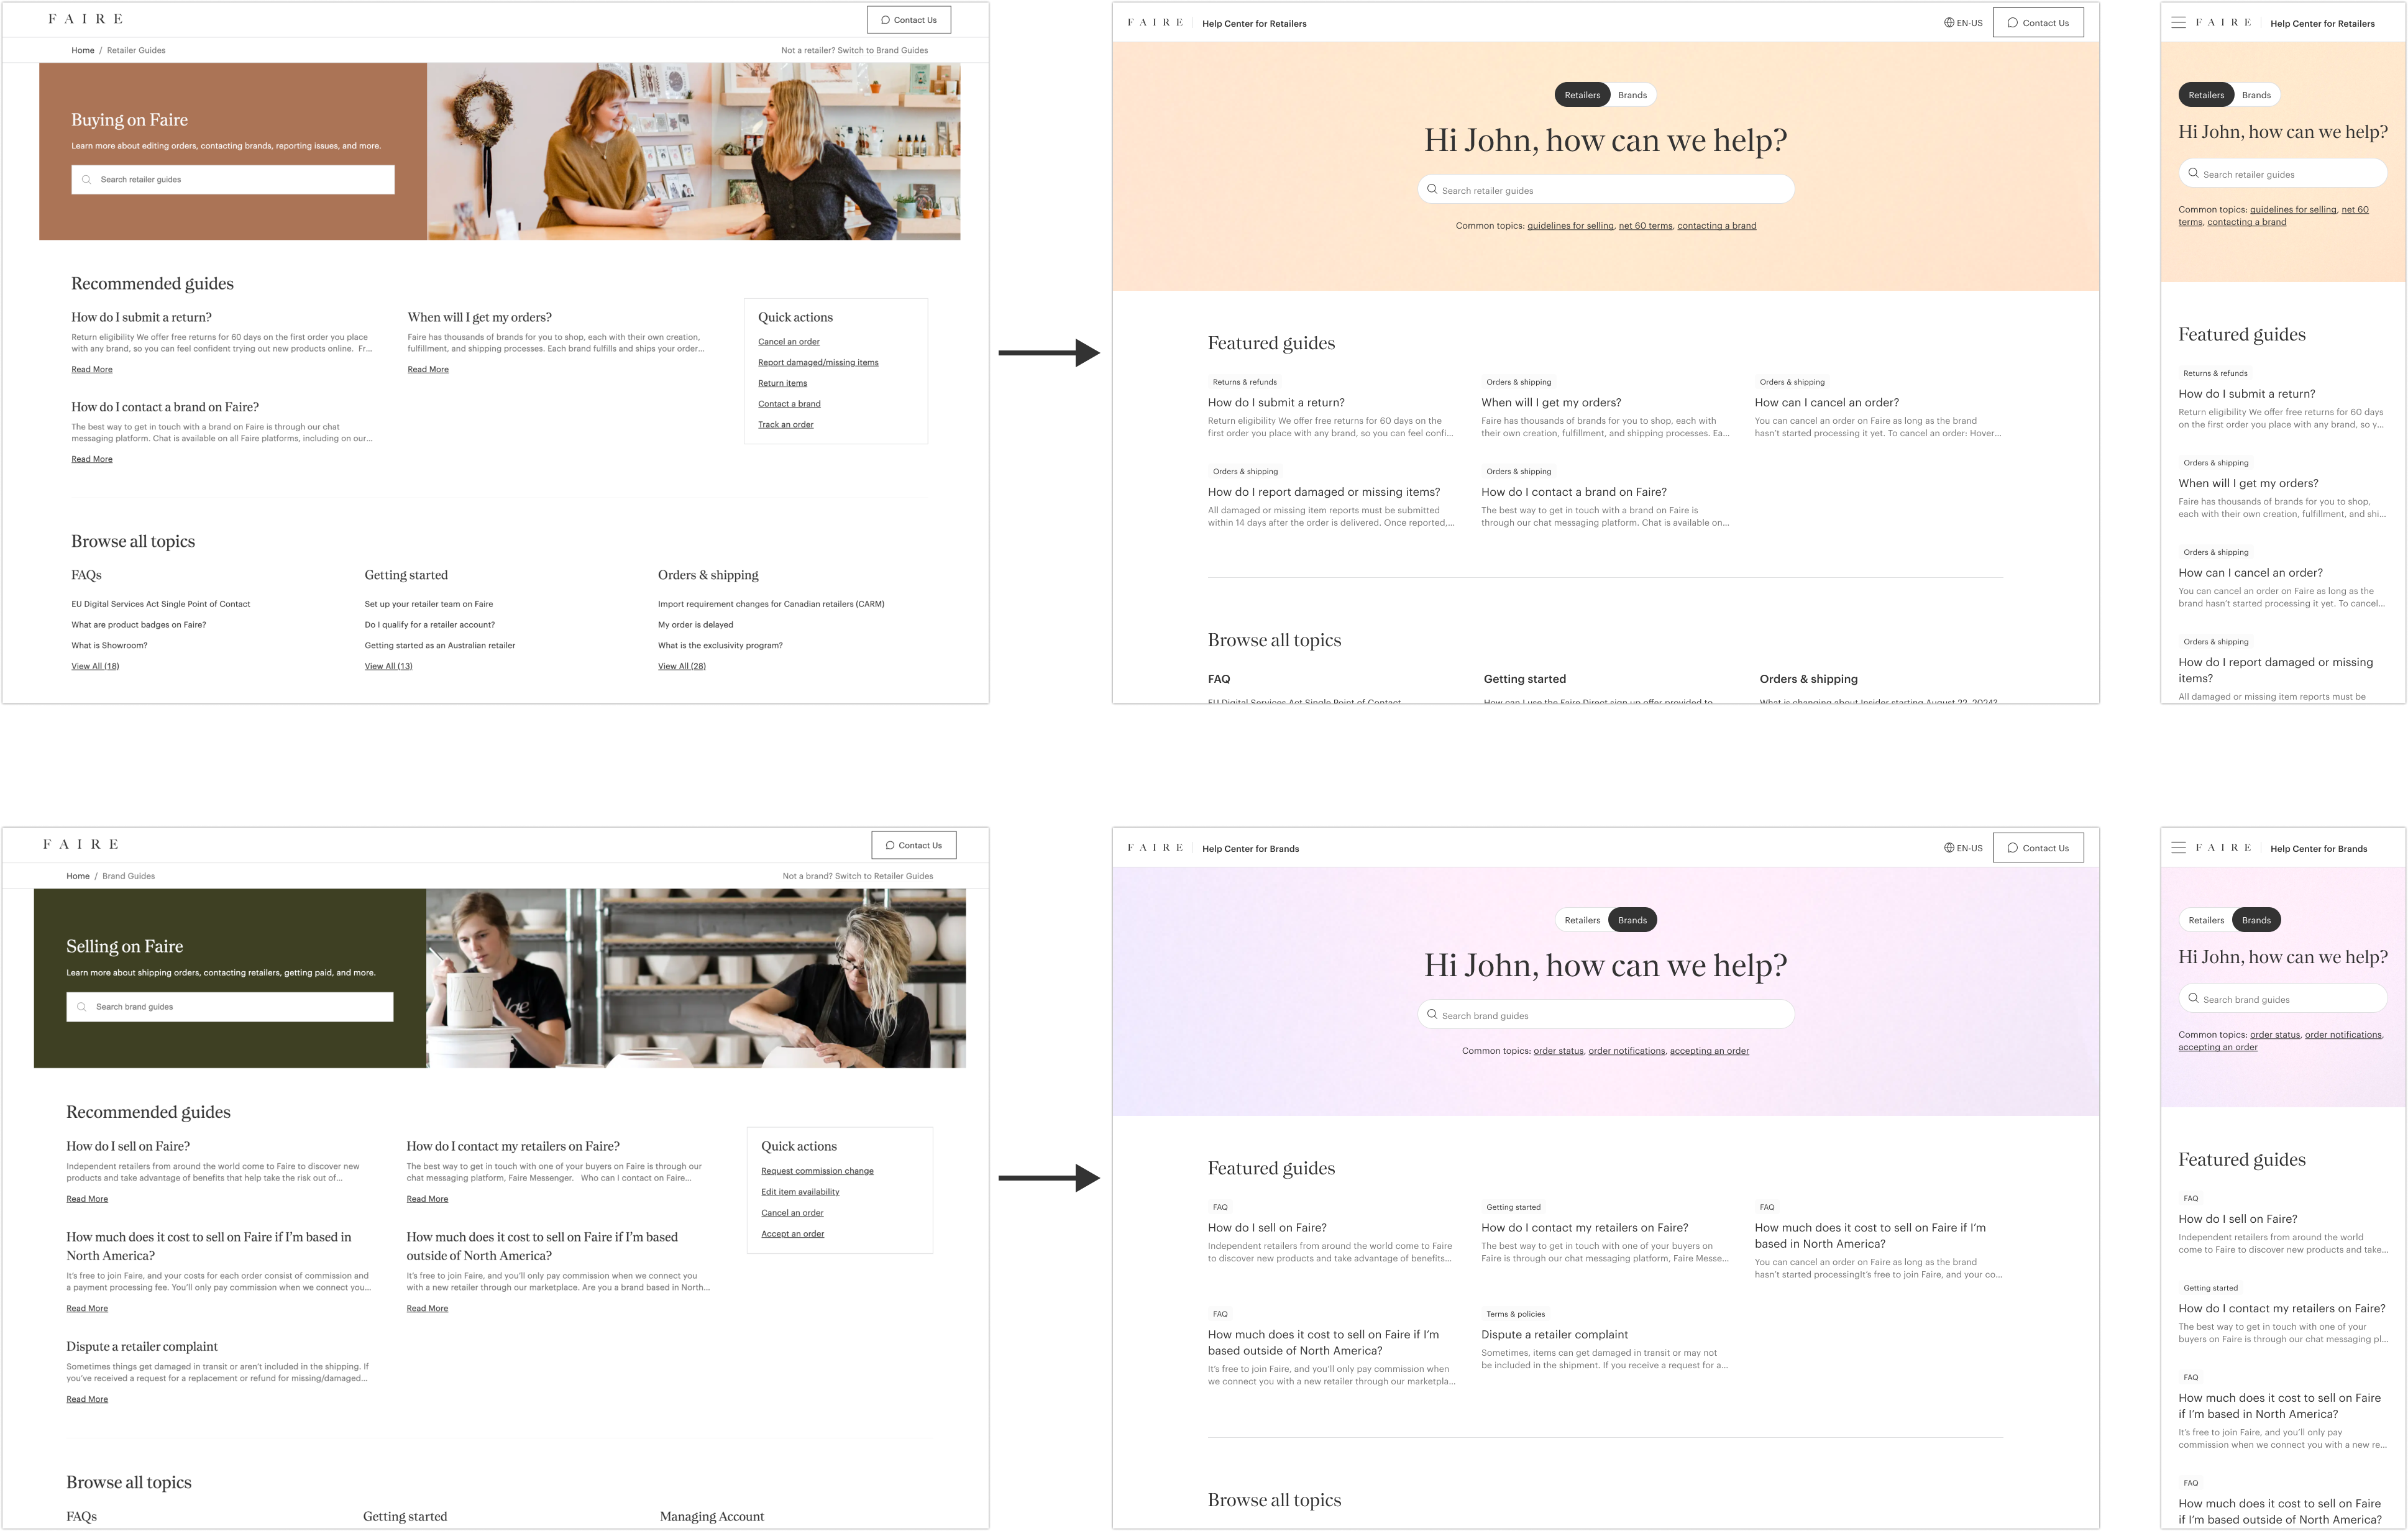 FAIRE
Contact Us
Home / Retailer Guides
Not a retailer? Switch to Brand Guides
Buying on Faire
Learn more about editing orders, contacting brands, reporting issues, and more.
Search retailer guides
Recommended guides
How do I submit a return?
Return eligibility We offer free returns for 60 days on the first order you place
with any brand, so you can feel confident trying out new products online. Fr...
Read More
When will I get my orders?
Faire has thousands of brands for you to shop, each with their own creation,
fulfillment, and shipping processes. Each brand fulfills and ships your order...
Read More
How do I contact a brand on Faire?
The best way to get in touch with a brand on Faire is through our chat
messaging platform. Chat is available on all Faire platforms, including on our...
Read More
Quick actions
Cancel an order
Report damaged/missing items
Return items
Contact a brand
Track an order
Browse all topics
FAQs
EU Digital Services Act Single Point of Contact
What are product badges on Faire?
What is Showroom?
View All (18)
Getting started
Set up your retailer team on Faire
Do I qualify for a retailer account?
Getting started as an Australian retailer
View All (13)
Orders & shipping
Import requirement changes for Canadian retailers (CARM)
My order is delayed
What is the exclusivity program?
View All (28)
FAIRE Help Center for Retailers
EN-US
Contact Us
Retailers Brands
Hi John, how can we help?
Search retailer guides
Common topics: guidelines for selling, net 60 terms, contacting a brand
Featured guides
Returns & refunds
How do I submit a return?
Return eligibility We offer free returns for 60 days on the
first order you place with any brand, so you can feel confi...
Orders & shipping
When will I get my orders?
Faire has thousands of brands for you to shop, each with
their own creation, fulfillment, and shipping processes. Ea...
Orders & shipping
How can I cancel an order?
You can cancel an order on Faire as long as the brand
hasn't started processing it yet. To cancel an order: Hover...
Orders & shipping
How do I report damaged or missing items?
All damaged or missing item reports must be submitted
within 14 days after the order is delivered. Once reported,...
Orders & shipping
How do I contact a brand on Faire?
The best way to get in touch with a brand on Faire is
through our chat messaging platform. Chat is available on...
Browse all topics
FAQ
EU Digital Services Act Single Point of Contact
Getting started
How can I use the Faire Direct sign up offer provided to
Orders & shipping
What is changing about Insider starting August 22, 2024?
FAIRE Help Center for Retailers
Retailers Brands
Hi John, how can we help?
Search retailer guides
Common topics: guidelines for selling, net 60
terms, contacting a brand
Featured guides
Returns & refunds
How do I submit a return?
Return eligibility We offer free returns for 60 days
on the first order you place with any brand, so y...
Orders & shipping
When will I get my orders?
Faire has thousands of brands for you to shop,
each with their own creation, fulfillment, and shi...
Orders & shipping
How can I cancel an order?
You can cancel an order on Faire as long as the
brand hasn't started processing it yet. To cancel...
Orders & shipping
How do I report damaged or missing
items?
All damaged or missing item reports must be
FAIRE
Contact Us
Home / Brand Guides
Not a brand? Switch to Retailer Guides
Selling on Faire
Learn more about shipping orders, contacting retailers, getting paid, and more.
Search brand guides
Recommended guides
How do I sell on Faire?
Independent retailers from around the world come to Faire to discover new
products and take advantage of benefits that help take the risk out of...
Read More
How do I contact my retailers on Faire?
The best way to get in touch with one of your buyers on Faire is through our
chat messaging platform, Faire Messenger. Who can I contact on Faire...
Read More
How much does it cost to sell on Faire if I'm based in
North America?
It's free to join Faire, and your costs for each order consist of commission and
a payment processing fee. You'll only pay commission when we connect you...
Read More
How much does it cost to sell on Faire if I'm based
outside of North America?
It's free to join Faire, and you'll only pay commission when we connect you
with a new retailer through our marketplace. Are you a brand based in North...
Read More
Dispute a retailer complaint
Sometimes things get damaged in transit or aren't included in the shipping. If
you've received a request for a replacement or refund for missing/damaged...
Read More
Quick actions
Request commission change
Edit item availability
Cancel an order
Accept an order
Browse all topics
FAQs
Getting started
Managing Account
FAIRE Help Center for Brands
EN-US
Contact Us
Retailers Brands
Hi John, how can we help?
Search brand guides
Common topics: order status, order notifications, accepting an order
Featured guides
FAQ
How do I sell on Faire?
Independent retailers from around the world come to Faire
to discover new products and take advantage of benefits...
Getting started
How do I contact my retailers on Faire?
The best way to get in touch with one of your buyers on
Faire is through our chat messaging platform, Faire Messe...
FAQ
How much does it cost to sell on Faire if I'm
based in North America?
You can cancel an order on Faire as long as the brand
hasn't started processingIt's free to join Faire, and your co...
FAQ
How much does it cost to sell on Faire if I'm
based outside of North America?
It's free to join Faire, and you'll only pay commission when
we connect you with a new retailer through our marketpla...
Terms & policies
Dispute a retailer complaint
Sometimes, items can get damaged in transit or may not
be included in the shipment. If you receive a request for a...
Browse all topics
FAIRE Help Center for Brands
Retailers Brands
Hi John, how can we help?
Search brand guides
Common topics: order status, order notifications,
accepting an order
Featured guides
FAQ
How do I sell on Faire?
Independent retailers from around the world
come to Faire to discover new products and take...
Getting started
How do I contact my retailers on Faire?
The best way to get in touch with one of your
buyers on Faire is through our chat messaging pl...
FAQ
How much does it cost to sell on Faire
if I'm based in North America?
It's free to join Faire, and you'll only pay
commission when we connect you with a new re...
FAQ
How much does it cost to sell on Faire
if I'm based outside of North America?